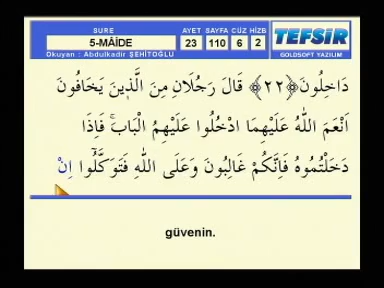 SURE AYET SAYFA CÜZ HİZB
5-MÂİDE 23 110 6 2
Okuyan : Abdulkadir ŞEHİTOĞLU
TEFSİR
GOLDSOFT YAZILIM
دَاخِلُونَ ﴿٢٢﴾ قَالَ رَجُلَانِ مِنَ الَّذِينَ يَخَافُونَ
اَنْعَمَ اللّٰهُ عَلَيْهِمَا ادْخُلُوا عَلَيْهِمُ الْبَابَۚ فَاِذَا
دَخَلْتُمُوهُ فَاِنَّكُمْ غَالِبُونَ وَعَلَى اللّٰهِ فَتَوَكَّلُٓوا اِنْ
güvenin.